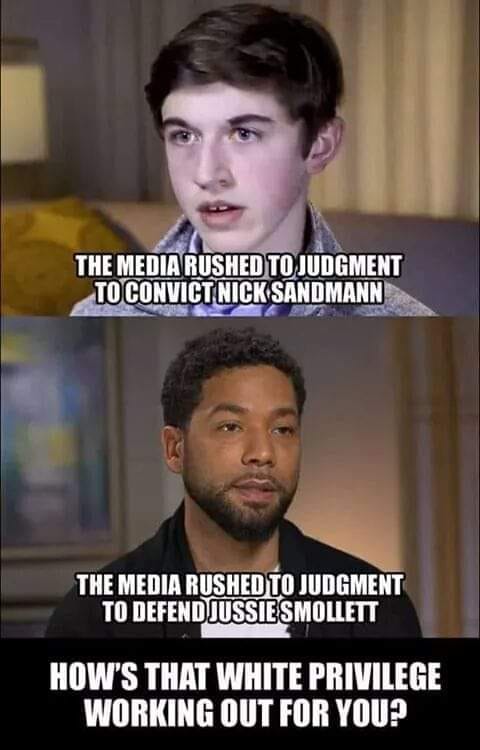 THE MEDIA RUSHED TO JUDGMENT
TO CONVICT NICK SANDMANN
THE MEDIA RUSHED TO JUDGMENT
TO DEFEND JUSSIE SMOLLETT
HOW'S THAT WHITE PRIVILEGE
WORKING OUT FOR YOU?